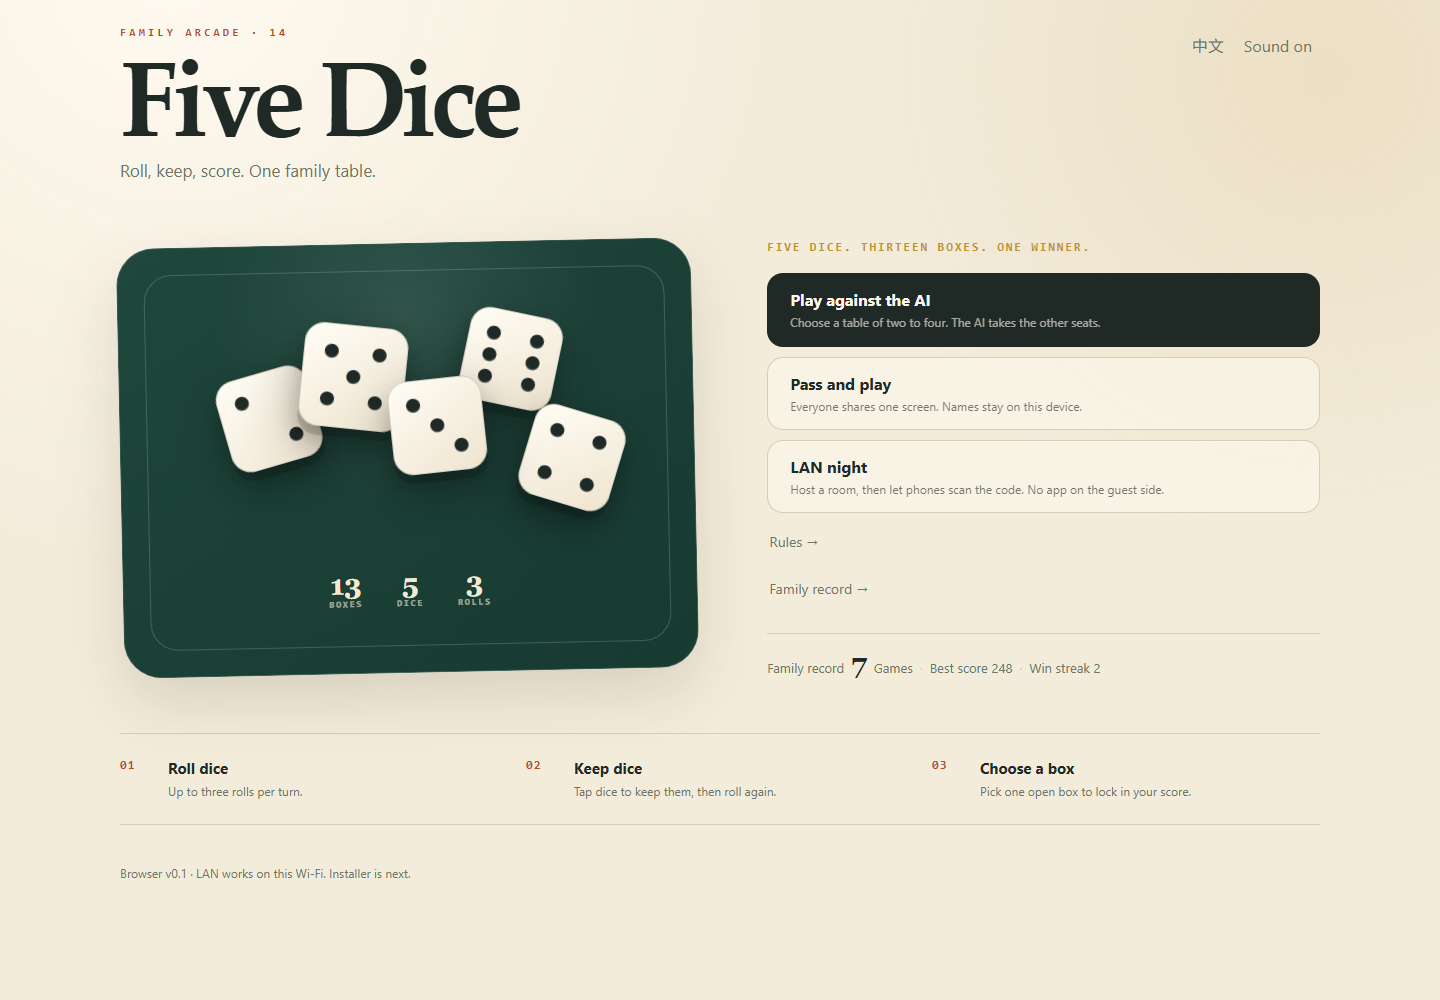 FAMILY ARCADE · 14
中文 Sound on
Five Dice
Roll, keep, score. One family table.
FIVE DICE. THIRTEEN BOXES. ONE WINNER.
Play against the AI
Choose a table of two to four. The AI takes the other seats.
Pass and play
Everyone shares one screen. Names stay on this device.
LAN night
Host a room, then let phones scan the code. No app on the guest side.
Rules →
Family record →
13 5 3
BOXES DICE ROLLS
Family record 7 Games · Best score 248 · Win streak 2
01 Roll dice
Up to three rolls per turn.
02 Keep dice
Tap dice to keep them, then roll again.
03 Choose a box
Pick one open box to lock in your score.
Browser v0.1 · LAN works on this Wi-Fi. Installer is next.